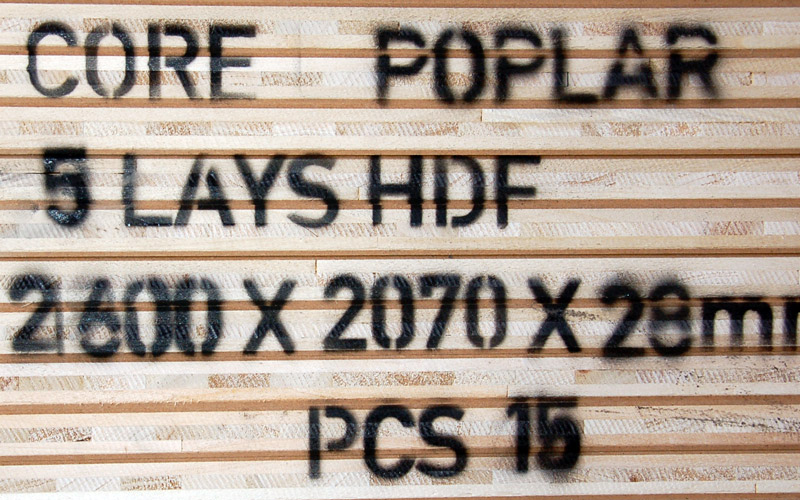 CORE POPLAR
5 LAYS HDF
2600 X 2070 X 28mm
PCS 15